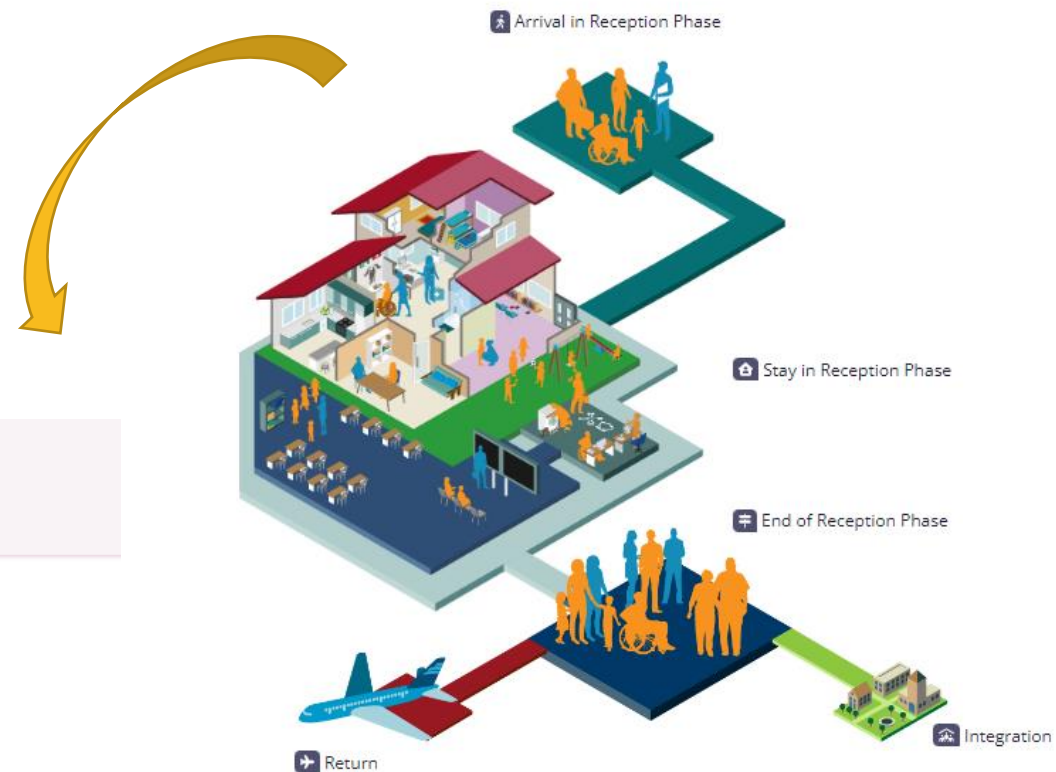 Arrival in Reception Phase
Stay in Reception Phase
End of Reception Phase
Integration
Return